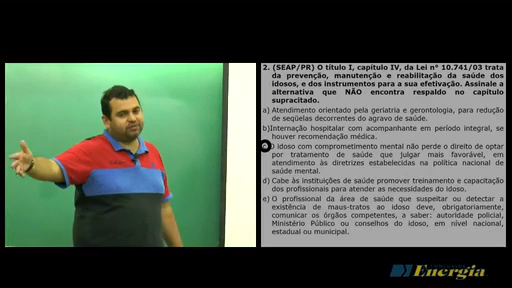 2. (SEAP/PR) O título I, capítulo IV, da Lei n° 10.741/03 trata
da prevenção, manutenção e reabilitação da saúde dos
idosos, e dos instrumentos para a sua efetivação. Assinale a
alternativa que NÃO encontra respaldo no capítulo
supracitado.
a) Atendimento orientado pela geriatria e gerontologia, para redução
de seqüelas decorrentes do agravo de saúde.
b)Internação hospitalar com acompanhante em período integral, se
houver recomendação médica.
O idoso com comprometimento mental não perde o direito de optar
por tratamento de saúde que julgar mais favorável, em
atendimento às diretrizes estabelecidas na política nacional de
saúde mental.
d) Cabe às instituições de saúde promover treinamento e capacitação
dos profissionais para atender as necessidades do idoso.
e) O profissional da área de saúde que suspeitar ou detectar a
existência de maus-tratos ao idoso deve, obrigatoriamente,
comunicar os órgãos competentes, a saber: autoridade policial,
Ministério Público ou conselhos do idoso, em nível nacional,
estadual ou municipal.
Energia